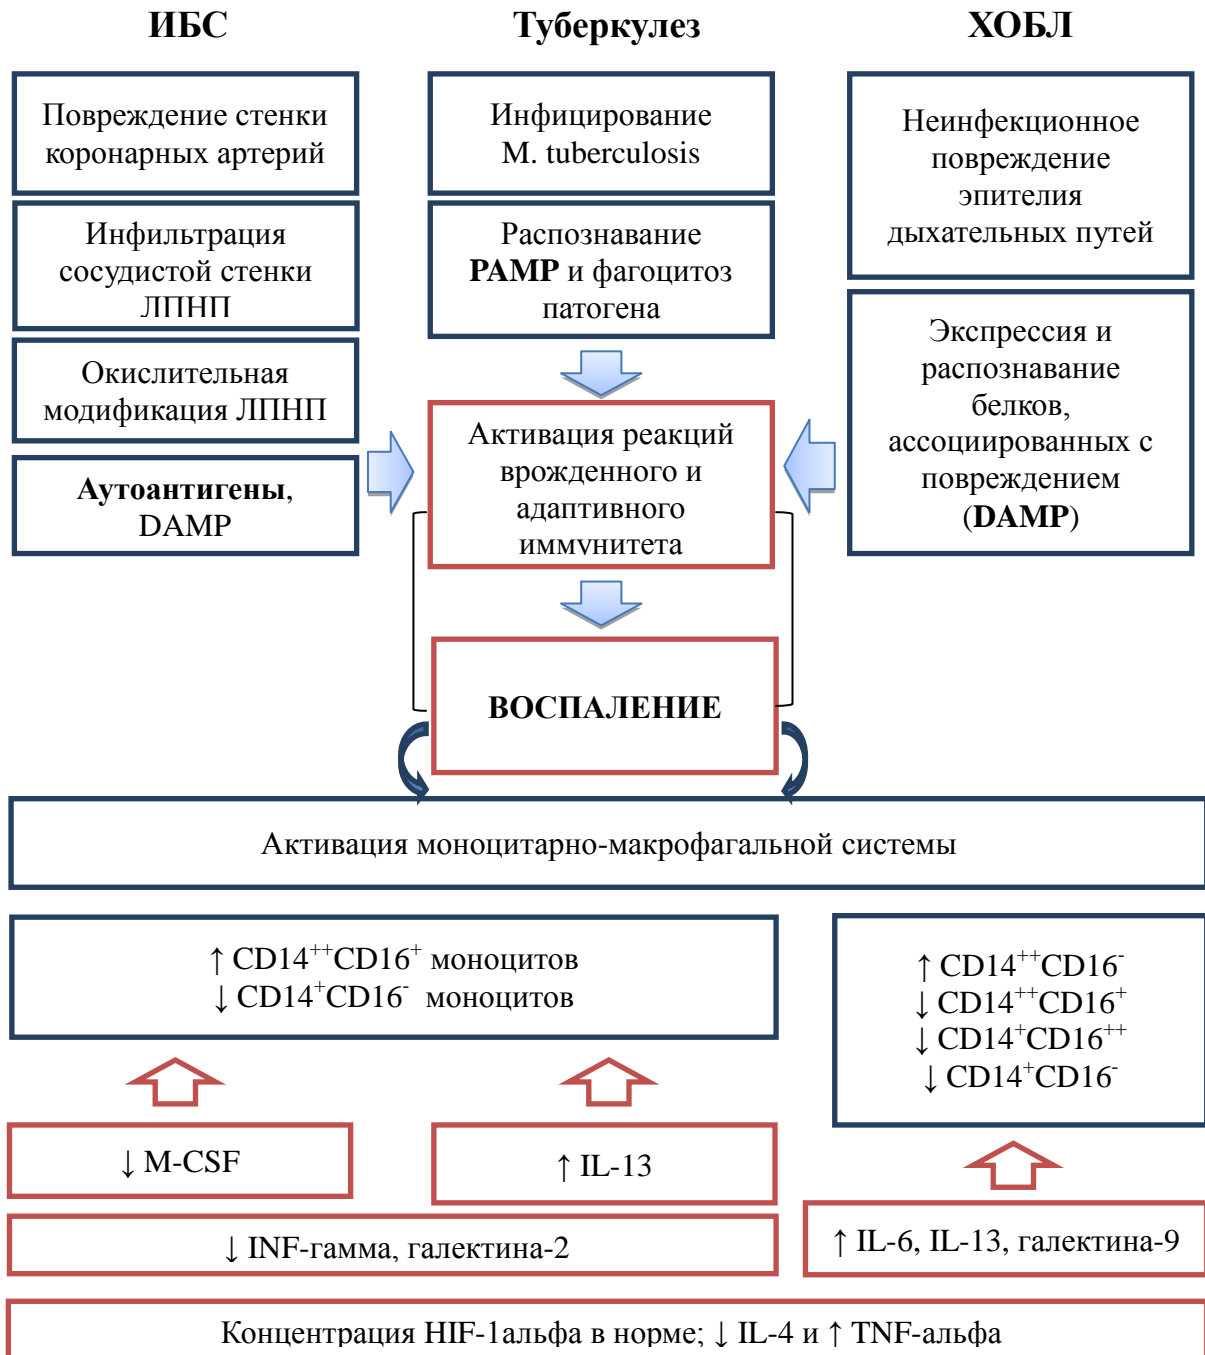 ИБС
Туберкулез
ХОБЛ
Повреждение стенки
коронарных артерий
Инфильтрация
сосудистой стенки
ЛПНП
Окислительная
модификация ЛПНП
Аутоантигены,
DAMP
Инфицирование
M. tuberculosis
Распознавание
PAMP и фагоцитоз
патогена
Неинфекционное
повреждение
эпителия
дыхательных путей
Экспрессия и
распознавание
белков,
ассоциированных с
повреждением
(DAMP)
Активация реакций
врожденного и
адаптивного
иммунитета
ВОСПАЛЕНИЕ
Активация моноцитарно-макрофагальной системы
↑ CD14⁺⁺CD16⁺ моноцитов
↓ CD14⁺CD16⁻ моноцитов
↑ CD14⁺⁺CD16⁻
↓ CD14⁺⁺CD16⁺
↓ CD14⁺CD16⁺⁺
↓ CD14⁺CD16⁻
↓ M-CSF
↑ IL-13
↓ INF-гамма, галектина-2
↑ IL-6, IL-13, галектина-9
Концентрация HIF-1альфа в норме; ↓ IL-4 и ↑ TNF-альфа